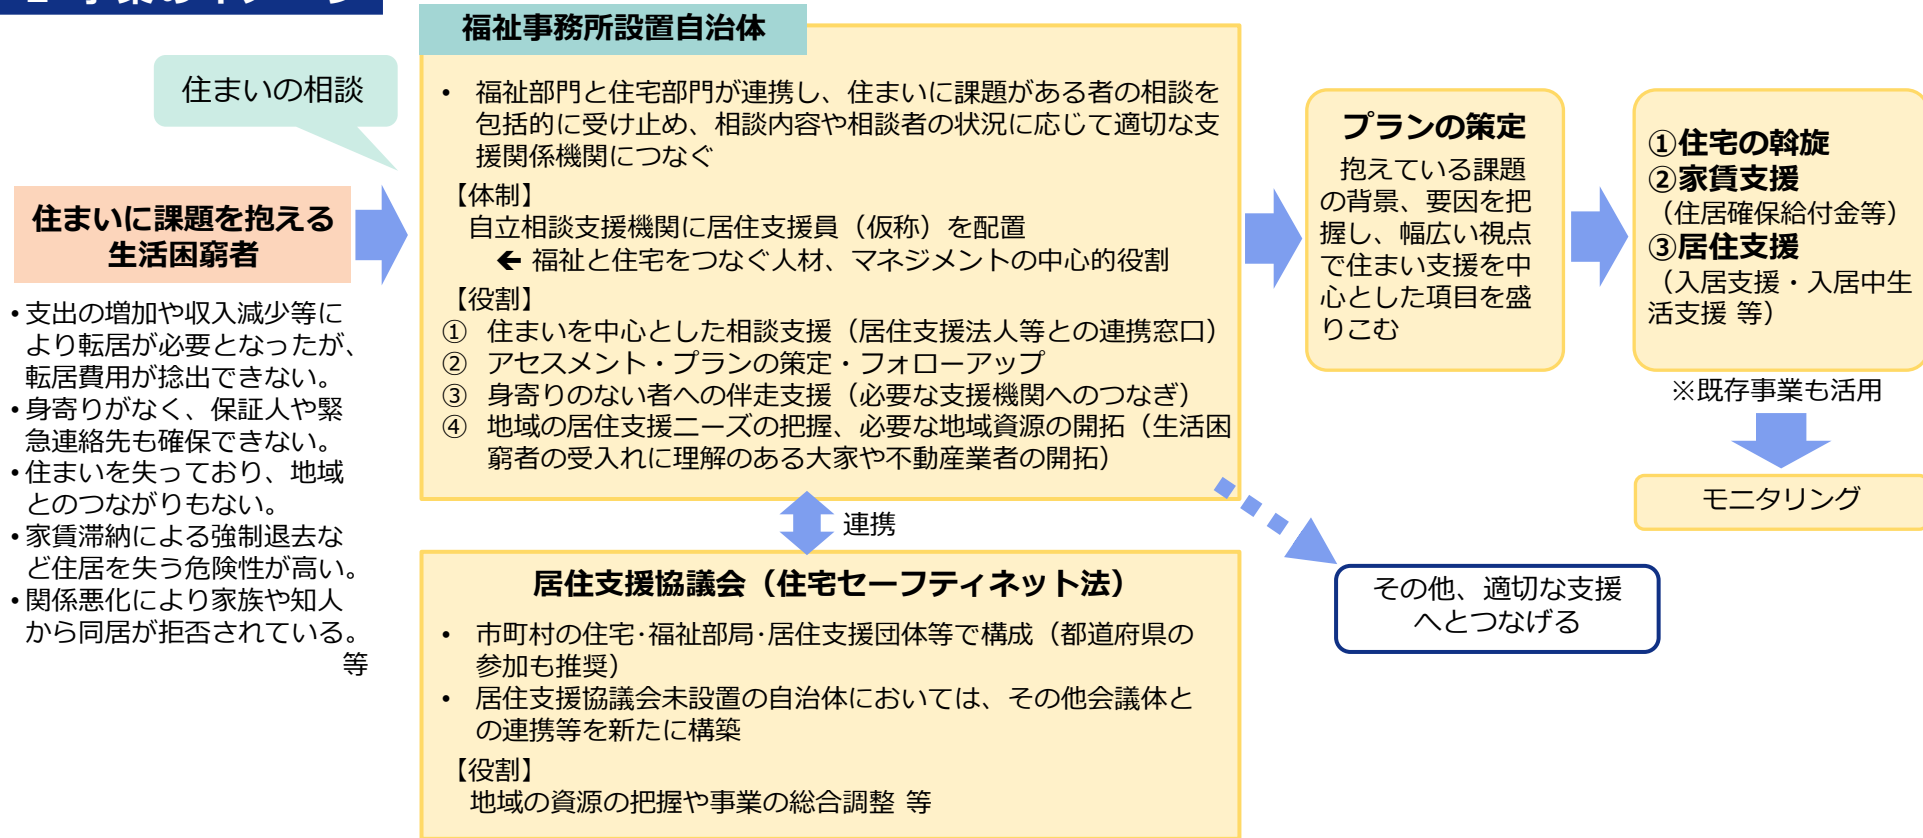 住まいの相談
住まいに課題を抱える
生活困窮者
•支出の増加や収入減少等に
より転居が必要となったが、
転居費用が捻出できない。
•身寄りがなく、保証人や緊
急連絡先も確保できない。
•住まいを失っており、地域
とのつながりもない。
•家賃滞納による強制退去な
ど住居を失う危険性が高い。
•関係悪化により家族や知人
から同居が拒否されている。
等
福祉事務所設置自治体
• 福祉部門と住宅部門が連携し、住まいに課題がある者の相談を
包括的に受け止め、相談内容や相談者の状況に応じて適切な支
援関係機関につなぐ
【体制】
自立相談支援機関に居住支援員（仮称）を配置
← 福祉と住宅をつなぐ人材、マネジメントの中心的役割
【役割】
① 住まいを中心とした相談支援（居住支援法人等との連携窓口）
② アセスメント・プランの策定・フォローアップ
③ 身寄りのない者への伴走支援（必要な支援機関へのつなぎ）
④ 地域の居住支援ニーズの把握、必要な地域資源の開拓（生活困
窮者の受入れに理解のある大家や不動産業者の開拓）
連携
居住支援協議会（住宅セーフティネット法）
• 市町村の住宅･福祉部局･居住支援団体等で構成（都道府県の
参加も推奨）
• 居住支援協議会未設置の自治体においては、その他会議体と
の連携等を新たに構築
【役割】
地域の資源の把握や事業の総合調整 等
プランの策定
抱えている課題
の背景、要因を把
握し、幅広い視点
で住まい支援を中
心とした項目を盛
りこむ
①住宅の斡旋
②家賃支援
（住居確保給付金等）
③居住支援
（入居支援・入居中生
活支援 等）
※既存事業も活用
モニタリング
その他、適切な支援
へとつなげる